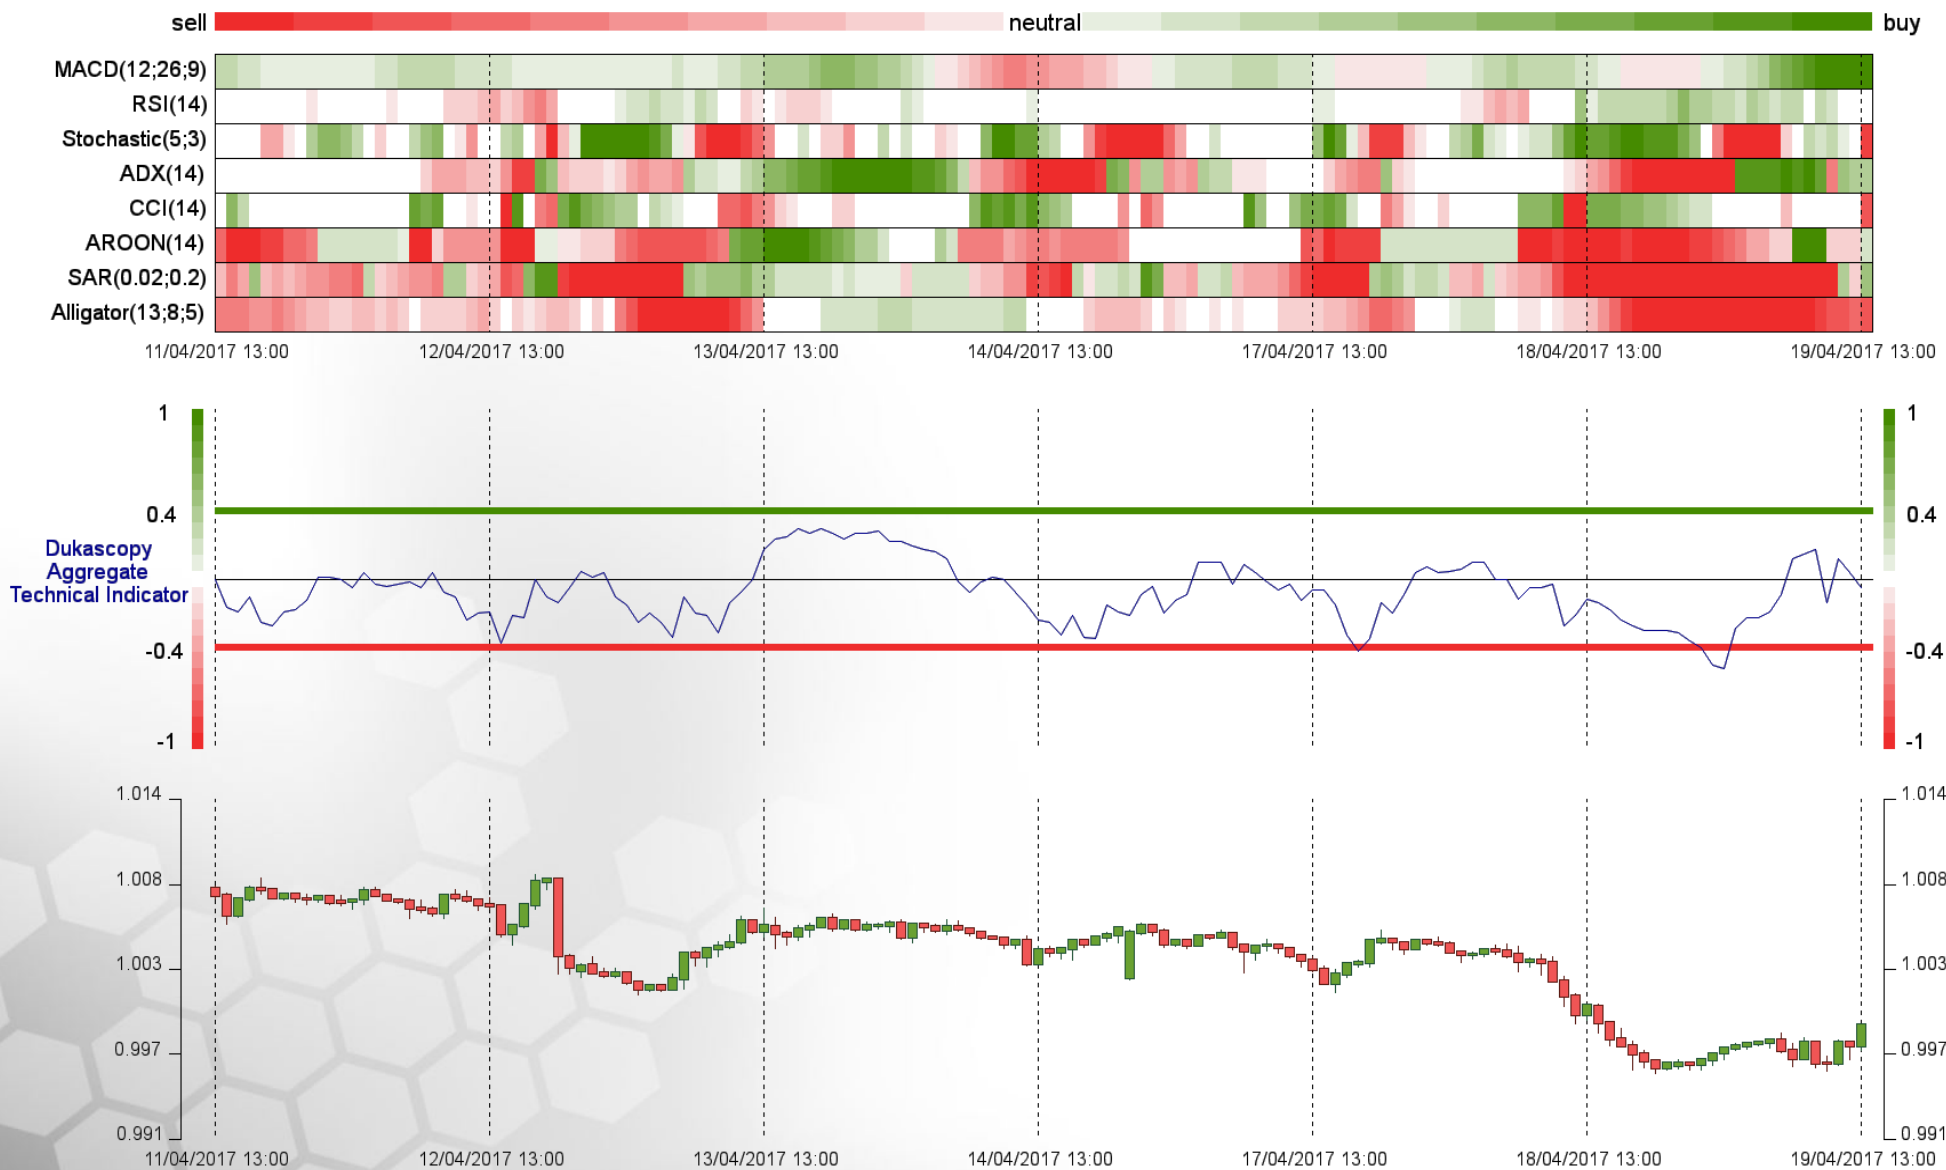 sell neutral buy
MACD(12;26;9)
RSI(14)
Stochastic(5;3)
ADX(14)
CCI(14)
AROON(14)
SAR(0.02;0.2)
Alligator(13;8;5)
11/04/2017 13:00 12/04/2017 13:00 13/04/2017 13:00 14/04/2017 13:00 17/04/2017 13:00 18/04/2017 13:00 19/04/2017 13:00
1 1
0.4 0.4
Dukascopy
Aggregate
Technical Indicator
-0.4 -0.4
-1 -1
1.014 1.014
1.008 1.008
1.003 1.003
0.997 0.997
0.991 0.991
11/04/2017 13:00 12/04/2017 13:00 13/04/2017 13:00 14/04/2017 13:00 17/04/2017 13:00 18/04/2017 13:00 19/04/2017 13:00